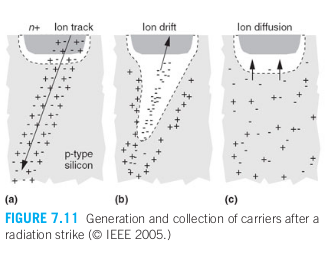 n+ Ion track
Ion drift
Ion diffusion
p-type
silicon
(a)
(b)
(c)
FIGURE 7.11 Generation and collection of carriers after a
radiation strike (© IEEE 2005.)